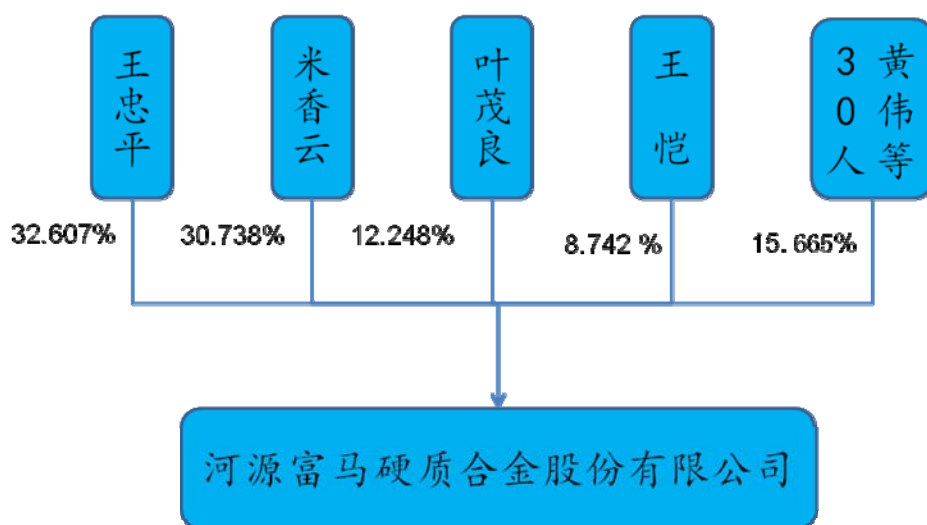 王忠平
米香云
叶茂良
王 恺
黄伟等
30人
32.607%
30.738%
12.248%
8.742 %
15.665%
河源富马硬质合金股份有限公司